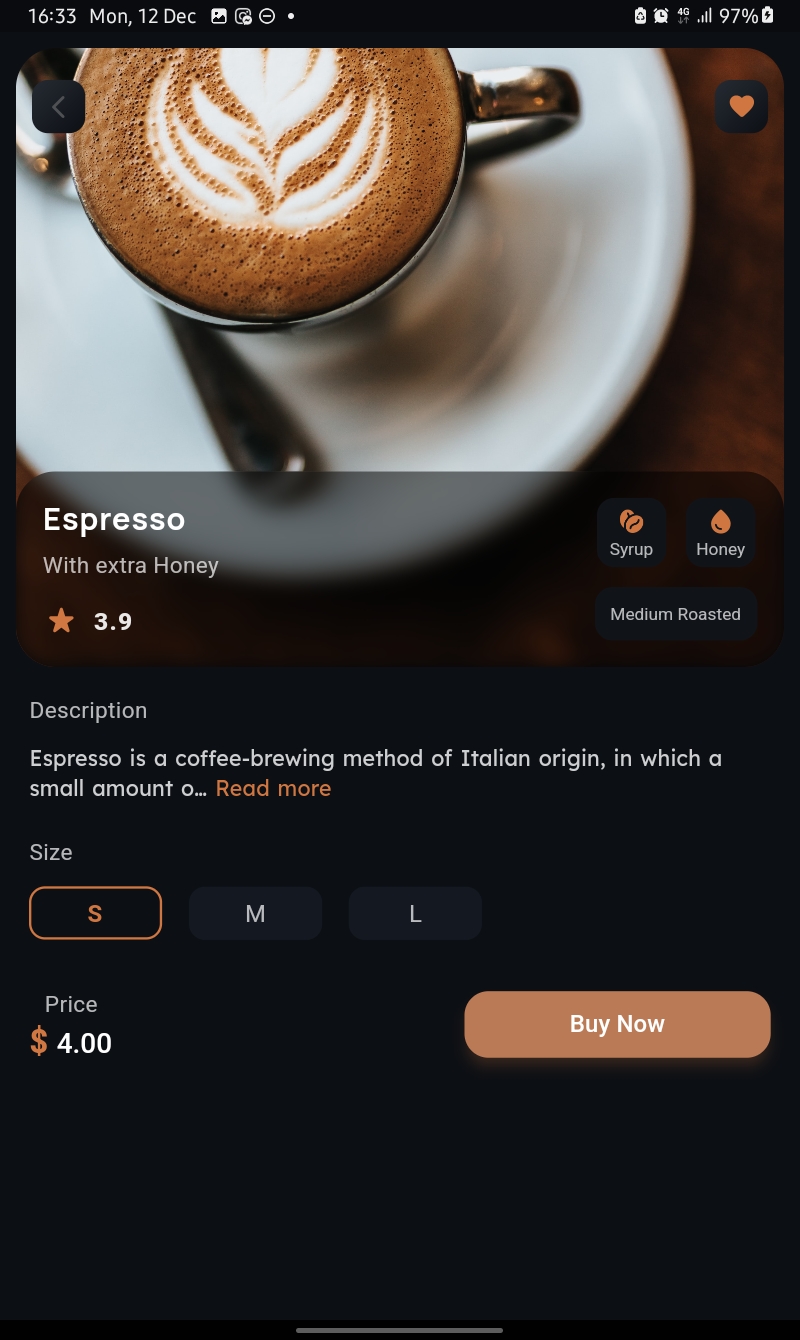 16:33 Mon, 12 Dec
4G
97%
Espresso
With extra Honey
3.9
Syrup
Honey
Medium Roasted
Description
Espresso is a coffee-brewing method of Italian origin, in which a
small amount o... Read more
Size
S M L
Price
$ 4.00
Buy Now